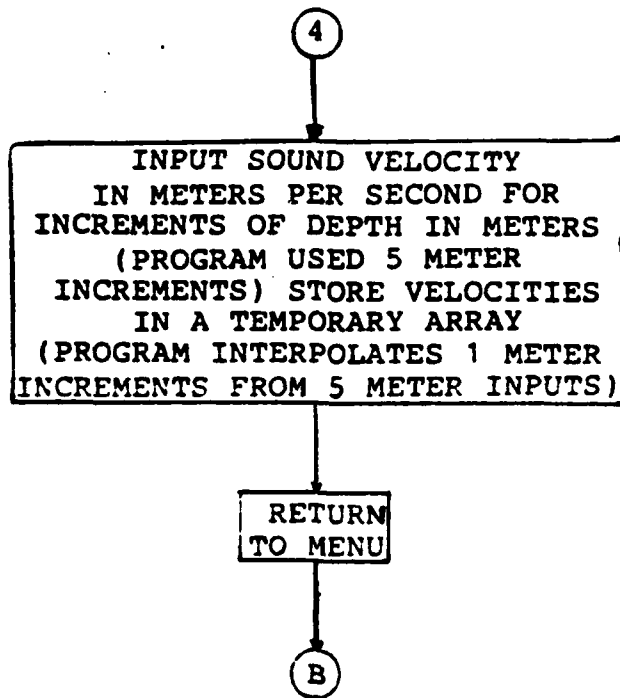 4
INPUT SOUND VELOCITY
IN METERS PER SECOND FOR
INCREMENTS OF DEPTH IN METERS
(PROGRAM USED 5 METER
INCREMENTS) STORE VELOCITIES
IN A TEMPORARY ARRAY
(PROGRAM INTERPOLATES 1 METER
INCREMENTS FROM 5 METER INPUTS)
RETURN
TO MENU
B